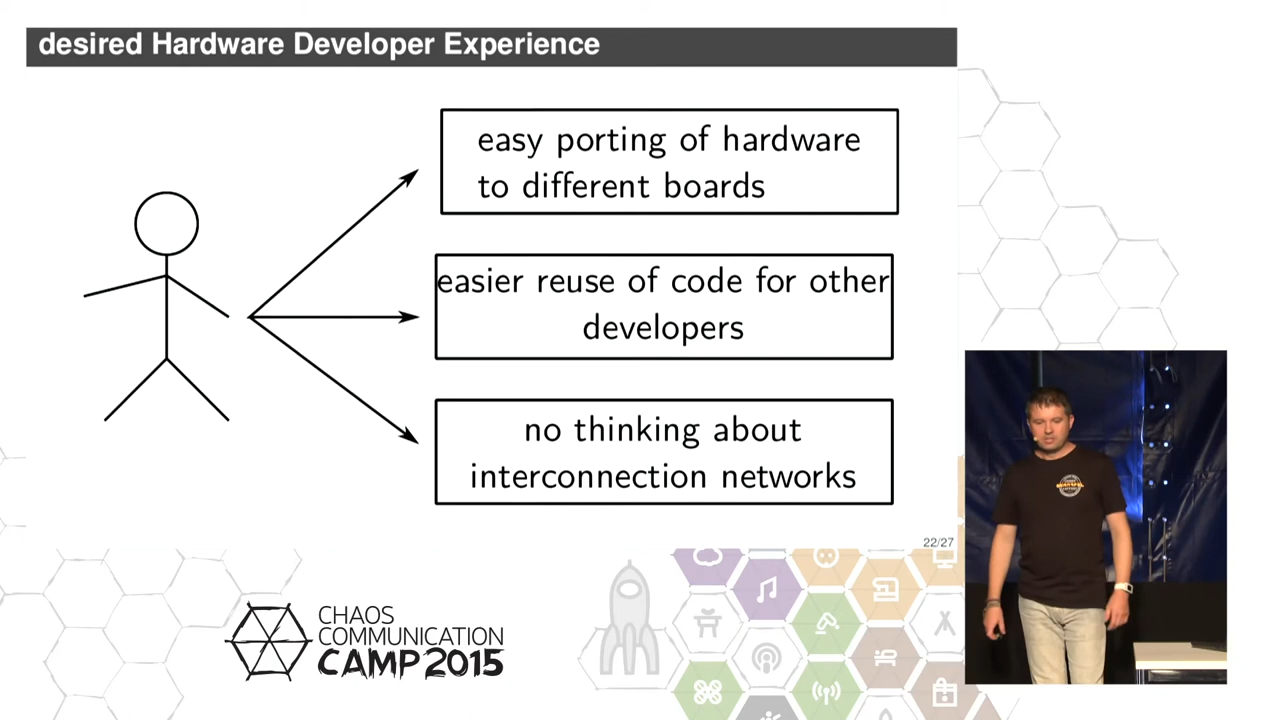 desired Hardware Developer Experience
easy porting of hardware
to different boards
easier reuse of code for other
developers
no thinking about
interconnection networks
22/27
CHAOS
COMMUNICATION
CAMP 2015